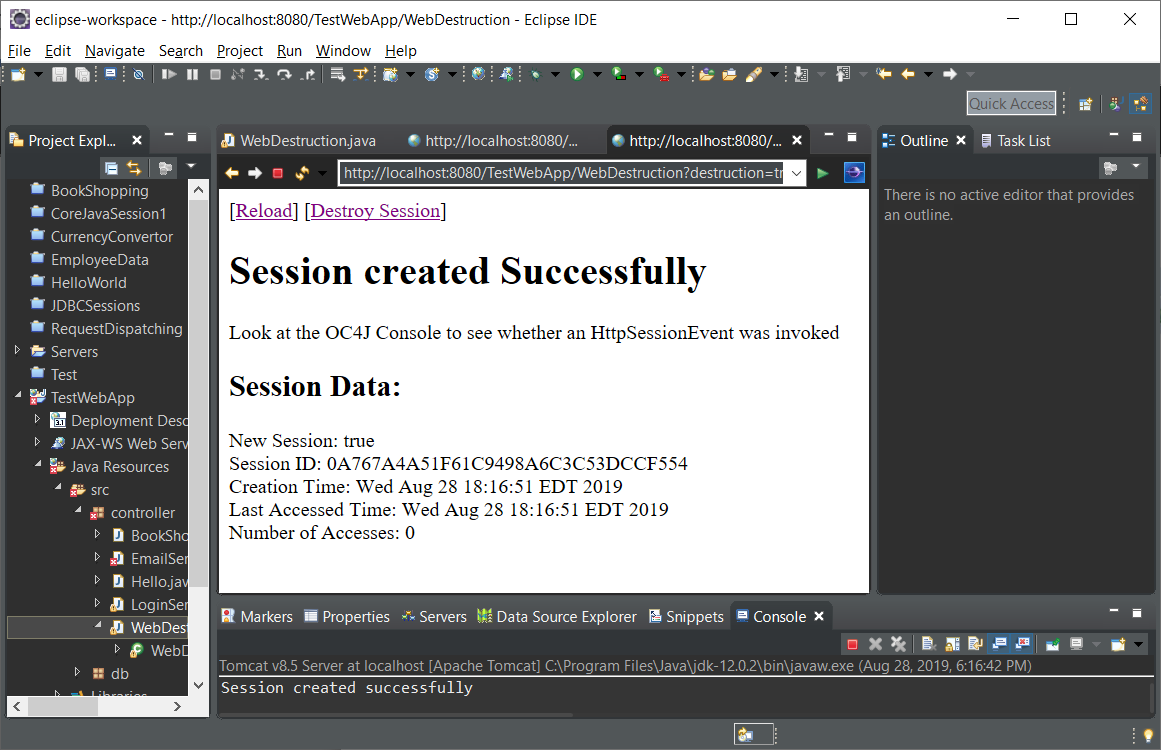 eclipse-workspace - http://localhost:8080/TestWebApp/WebDestruction - Eclipse IDE
File Edit Navigate Search Project Run Window Help
Quick Access
Project Expl...
BookShopping
CoreJavaSession1
CurrencyConvertor
EmployeeData
HelloWorld
JDBCSessions
RequestDispatching
Servers
Test
TestWebApp
Deployment Desc
JAX-WS Web Serv
Java Resources
src
controller
BookSho
EmailSer
Hello.jav
LoginSer
WebDest
WebD
db
Libraries
WebDestruction.java http://localhost:8080/... http://localhost:8080/...
http://localhost:8080/TestWebApp/WebDestruction?destruction=tr
[Reload] [Destroy Session]
Session created Successfully
Look at the OC4J Console to see whether an HttpSessionEvent was invoked
Session Data:
New Session: true
Session ID: 0A767A4A51F61C9498A6C3C53DCCF554
Creation Time: Wed Aug 28 18:16:51 EDT 2019
Last Accessed Time: Wed Aug 28 18:16:51 EDT 2019
Number of Accesses: 0
Outline Task List
There is no active editor that provides
an outline.
Markers Properties Servers Data Source Explorer Snippets Console
Tomcat v8.5 Server at localhost [Apache Tomcat] C:\Program Files\Java\jdk-12.0.2\bin\javaw.exe (Aug 28, 2019, 6:16:42 PM)
Session created successfully